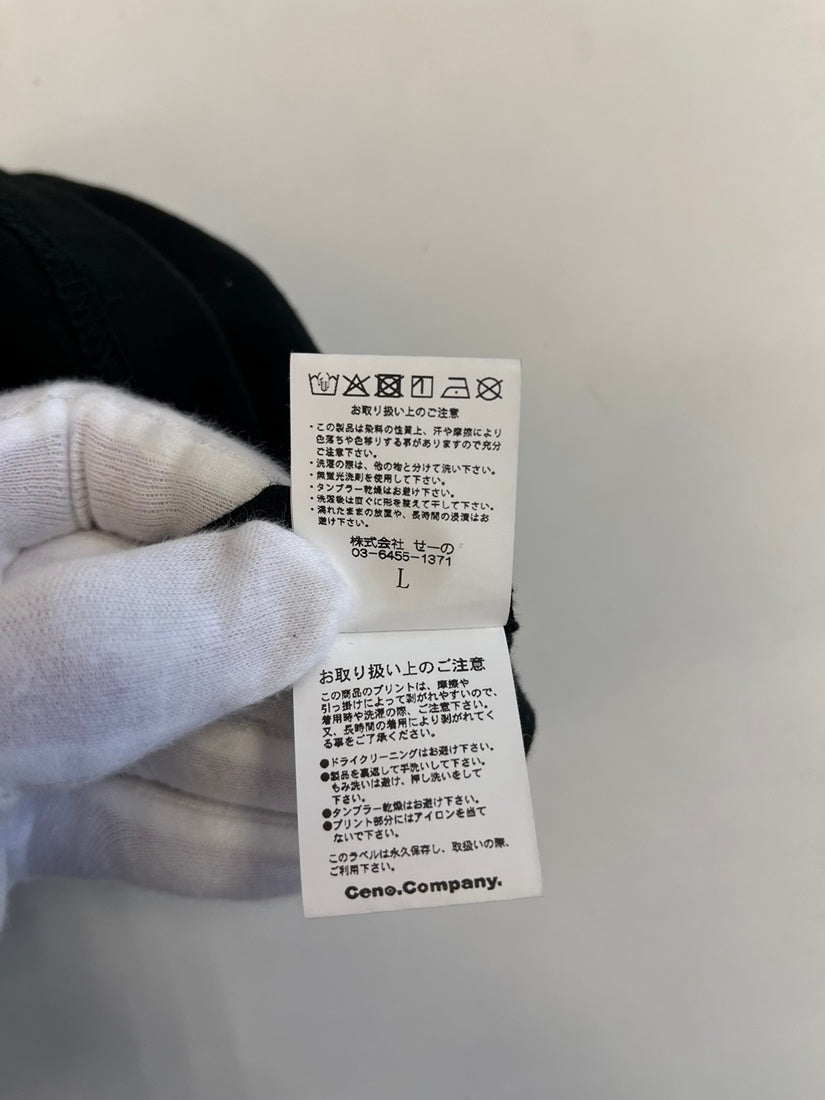 お取り扱い上のご注意
・この製品は染料の性質上、汗や摩擦により
色落ちや色移りする事がありますので充分
ご注意下さい。
・洗濯の際は、他の物と分けて洗い下さい。
・無蛍光洗剤を使用して下さい。
・タンブラー乾燥はお避け下さい。
・洗濯後は直ぐに形を整えて干して下さい。
・濡れたままの放置や、長時間の浸漬はお
避け下さい。
株式会社 せーの
03-6455-1371
L
お取り扱い上のご注意
この商品のプリントは、摩擦や
引っ掛けによって剥がれやすいので、
着用時や洗濯の際、ご注意下さい。
又、長時間の着用により剥がれてく
る事をご了承ください。
●ドライクリーニングはお避け下さい。
●製品を裏返して手洗いして下さい。
もみ洗いは避け、押し洗いをして
下さい。
●タンブラー乾燥はお避け下さい。
●プリント部分にはアイロンを当て
ないで下さい。
このラベルは永久保存し、取扱いの際、
ご利用下さい。
Ceno.Company.